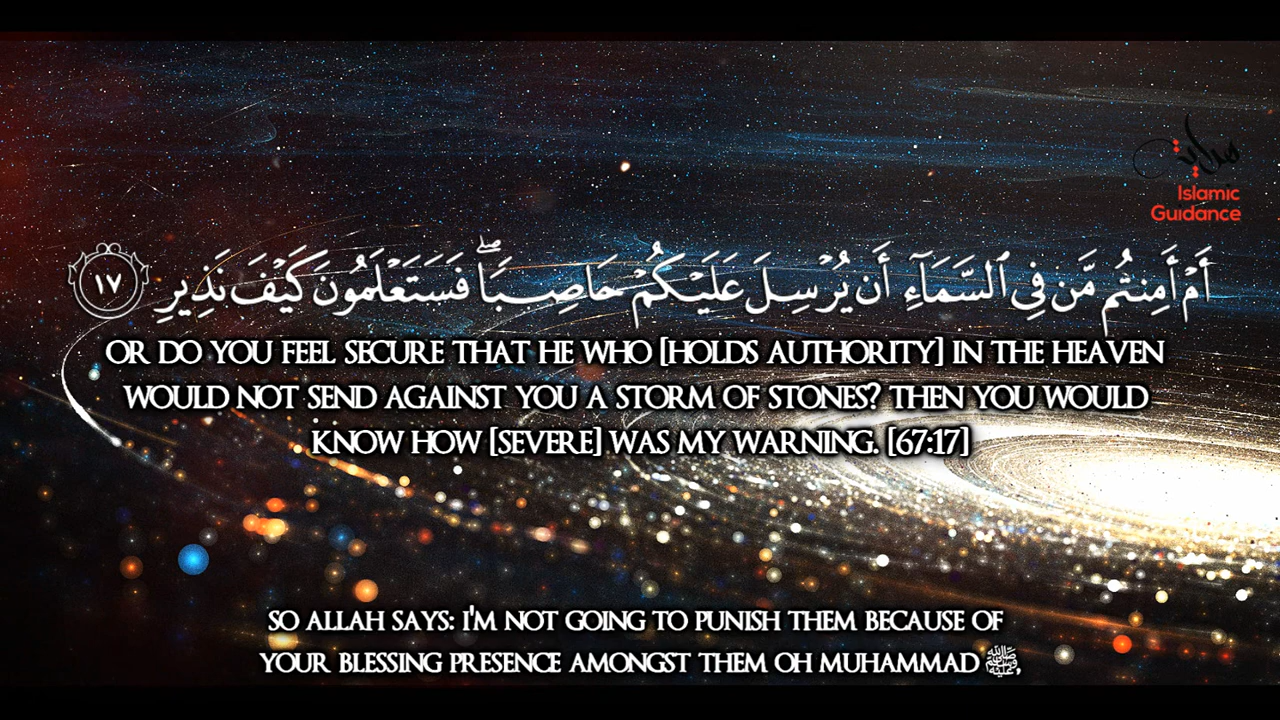 هداية
Islamic
Guidance
أَمْ أَمِنتُم مَّن فِي ٱلسَّمَآءِ أَن يُرْسِلَ عَلَيْكُمْ حَاصِبًا ۖ فَسَتَعْلَمُونَ كَيْفَ نَذِيرِ ١٧
OR DO YOU FEEL SECURE THAT HE WHO [HOLDS AUTHORITY] IN THE HEAVEN
WOULD NOT SEND AGAINST YOU A STORM OF STONES? THEN YOU WOULD
KNOW HOW [SEVERE] WAS MY WARNING. [67:17]
SO ALLAH SAYS: I'M NOT GOING TO PUNISH THEM BECAUSE OF
YOUR BLESSING PRESENCE AMONGST THEM OH MUHAMMAD ﷺ,